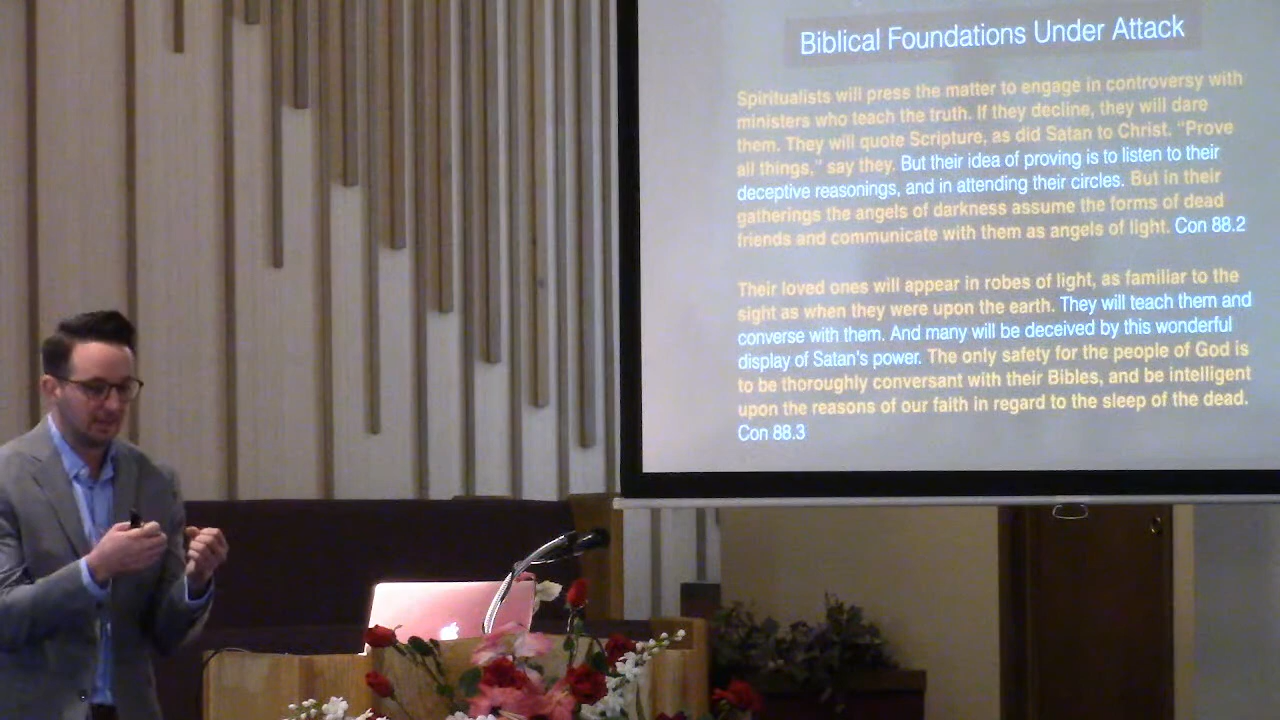 Biblical Foundations Under Attack
Spiritualists will press the matter to engage in controversy with
ministers who teach the truth. If they decline, they will dare
them. They will quote Scripture, as did Satan to Christ. "Prove
all things," say they. But their idea of proving is to listen to their
deceptive reasonings, and in attending their circles. But in their
gatherings the angels of darkness assume the forms of dead
friends and communicate with them as angels of light. Con 88.2
Their loved ones will appear in robes of light, as familiar to the
sight as when they were upon the earth. They will teach them and
converse with them. And many will be deceived by this wonderful
display of Satan's power. The only safety for the people of God is
to be thoroughly conversant with their Bibles, and be intelligent
upon the reasons of our faith in regard to the sleep of the dead.
Con 88.3